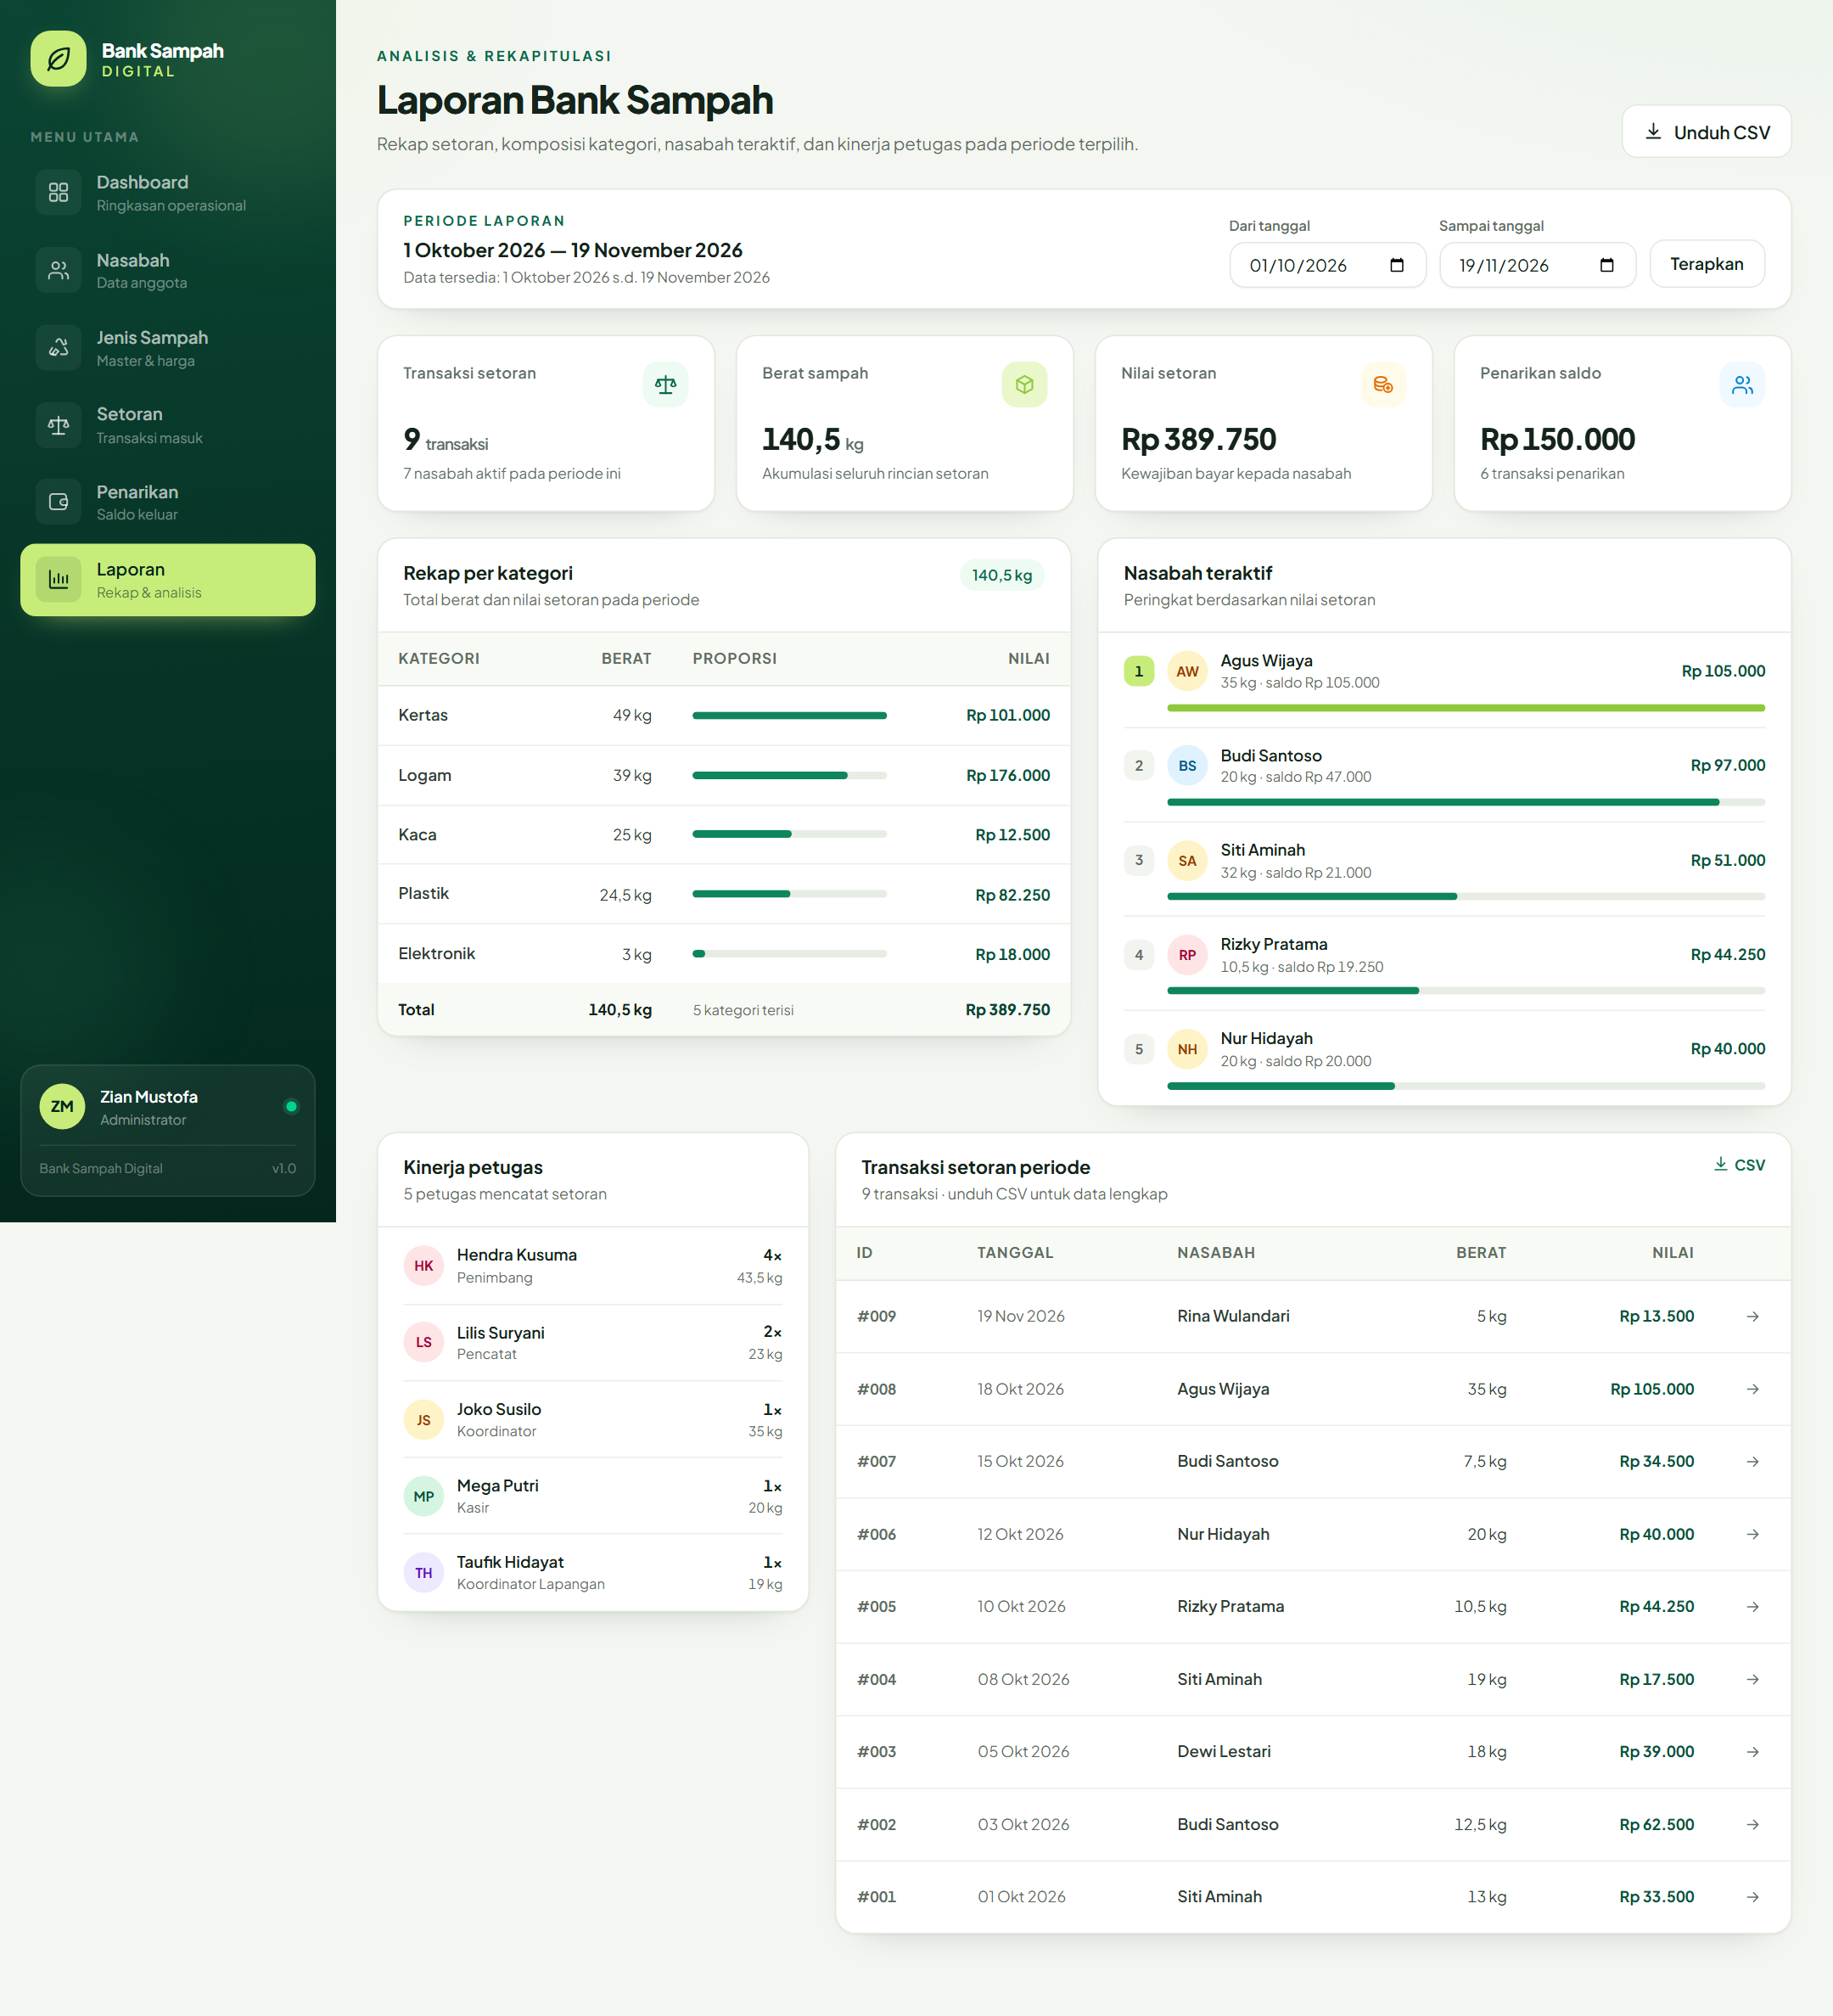 Bank Sampah
DIGITAL
MENU UTAMA
Dashboard
Ringkasan operasional
Nasabah
Data anggota
Jenis Sampah
Master & harga
Setoran
Transaksi masuk
Penarikan
Saldo keluar
Laporan
Rekap & analisis
ZM
Zian Mustofa
Administrator
Bank Sampah Digital v1.0
ANALISIS & REKAPITULASI
Laporan Bank Sampah
Rekap setoran, komposisi kategori, nasabah teraktif, dan kinerja petugas pada periode terpilih.
Unduh CSV
PERIODE LAPORAN
1 Oktober 2026 — 19 November 2026
Data tersedia: 1 Oktober 2026 s.d. 19 November 2026
Dari tanggal
01/10/2026
Sampai tanggal
19/11/2026
Terapkan
Transaksi setoran
9 transaksi
7 nasabah aktif pada periode ini
Berat sampah
140,5 kg
Akumulasi seluruh rincian setoran
Nilai setoran
Rp 389.750
Kewajiban bayar kepada nasabah
Penarikan saldo
Rp 150.000
6 transaksi penarikan
Rekap per kategori
Total berat dan nilai setoran pada periode
140,5 kg
KATEGORI BERAT PROPORSI NILAI
Kertas 49 kg Rp 101.000
Logam 39 kg Rp 176.000
Kaca 25 kg Rp 12.500
Plastik 24,5 kg Rp 82.250
Elektronik 3 kg Rp 18.000
Total 140,5 kg 5 kategori terisi Rp 389.750
Nasabah teraktif
Peringkat berdasarkan nilai setoran
1 AW Agus Wijaya Rp 105.000
35 kg · saldo Rp 105.000
2 BS Budi Santoso Rp 97.000
20 kg · saldo Rp 47.000
3 SA Siti Aminah Rp 51.000
32 kg · saldo Rp 21.000
4 RP Rizky Pratama Rp 44.250
10,5 kg · saldo Rp 19.250
5 NH Nur Hidayah Rp 40.000
20 kg · saldo Rp 20.000
Kinerja petugas
5 petugas mencatat setoran
HK Hendra Kusuma 4×
Penimbang 43,5 kg
LS Lilis Suryani 2×
Pencatat 23 kg
JS Joko Susilo 1×
Koordinator 35 kg
MP Mega Putri 1×
Kasir 20 kg
TH Taufik Hidayat 1×
Koordinator Lapangan 19 kg
Transaksi setoran periode
9 transaksi · unduh CSV untuk data lengkap
CSV
ID TANGGAL NASABAH BERAT NILAI
#009 19 Nov 2026 Rina Wulandari 5 kg Rp 13.500 →
#008 18 Okt 2026 Agus Wijaya 35 kg Rp 105.000 →
#007 15 Okt 2026 Budi Santoso 7,5 kg Rp 34.500 →
#006 12 Okt 2026 Nur Hidayah 20 kg Rp 40.000 →
#005 10 Okt 2026 Rizky Pratama 10,5 kg Rp 44.250 →
#004 08 Okt 2026 Siti Aminah 19 kg Rp 17.500 →
#003 05 Okt 2026 Dewi Lestari 18 kg Rp 39.000 →
#002 03 Okt 2026 Budi Santoso 12,5 kg Rp 62.500 →
#001 01 Okt 2026 Siti Aminah 13 kg Rp 33.500 →